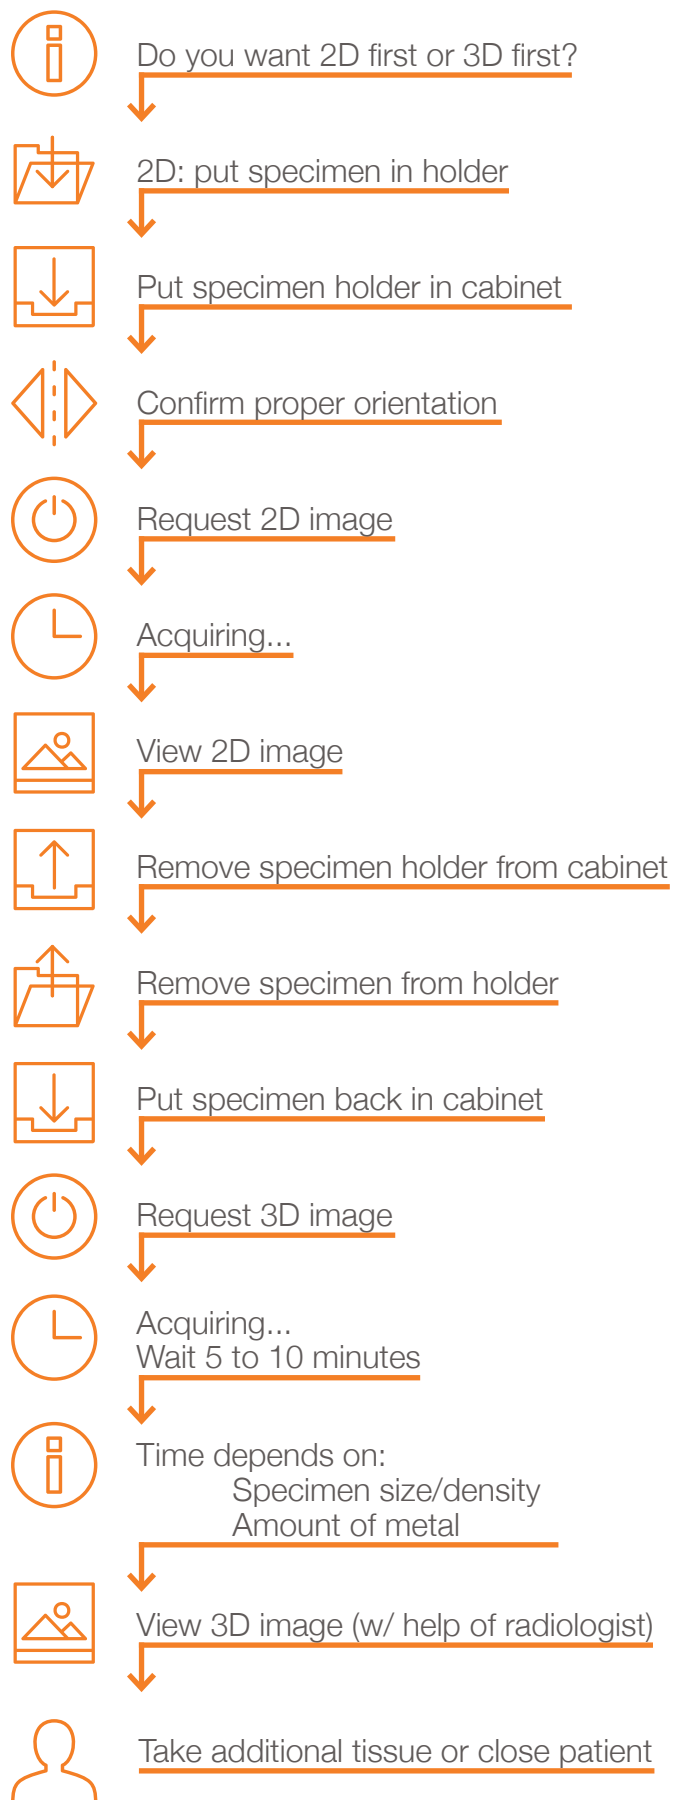 Do you want 2D first or 3D first?
2D: put specimen in holder
Put specimen holder in cabinet
Confirm proper orientation
Request 2D image
Acquiring...
View 2D image
Remove specimen holder from cabinet
Remove specimen from holder
Put specimen back in cabinet
Request 3D image
Acquiring...
Wait 5 to 10 minutes
Time depends on:
Specimen size/density
Amount of metal
View 3D image (w/ help of radiologist)
Take additional tissue or close patient